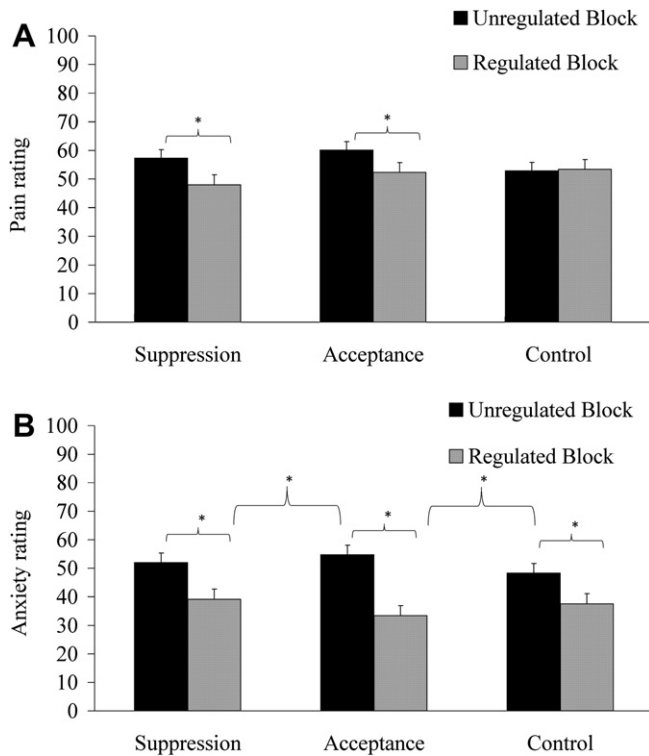 A
Unregulated Block
Regulated Block
Pain rating
100
90
80
70
60
50
40
30
20
10
0
*
*
Suppression
Acceptance
Control
B
Unregulated Block
Regulated Block
Anxiety rating
100
90
80
70
60
50
40
30
20
10
0
*
*
*
*
*
Suppression
Acceptance
Control